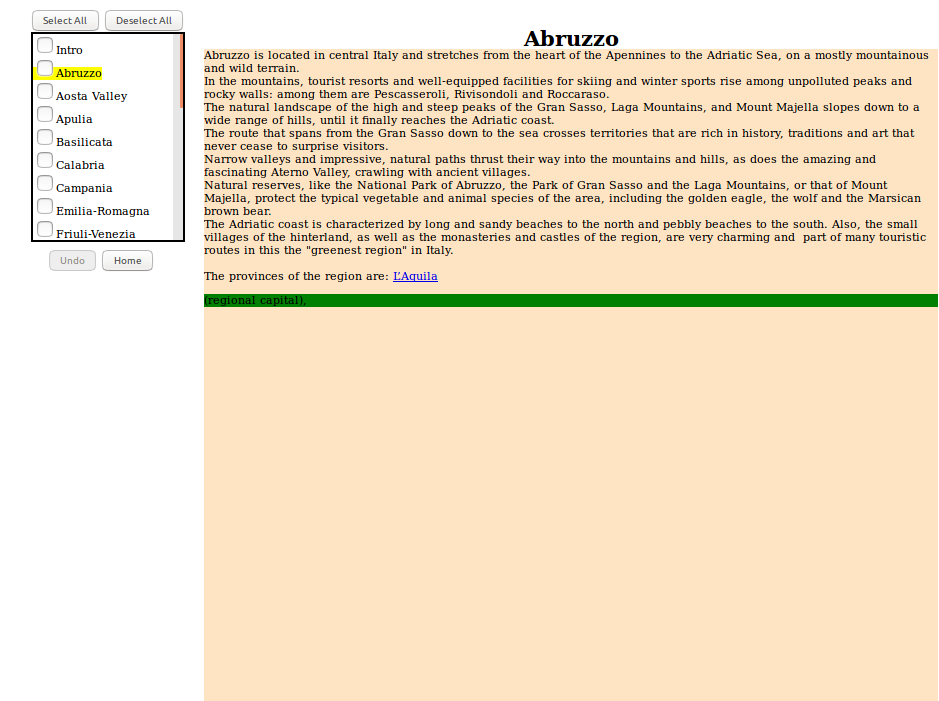 Select All
Deselect All
Intro
Abruzzo
Aosta Valley
Apulia
Basilicata
Calabria
Campania
Emilia-Romagna
Friuli-Venezia
Undo
Home
Abruzzo
Abruzzo is located in central Italy and stretches from the heart of the Apennines to the Adriatic Sea, on a mostly mountainous
and wild terrain.
In the mountains, tourist resorts and well-equipped facilities for skiing and winter sports rise among unpolluted peaks and
rocky walls: among them are Pescasseroli, Rivisondoli and Roccaraso.
The natural landscape of the high and steep peaks of the Gran Sasso, Laga Mountains, and Mount Majella slopes down to a
wide range of hills, until it finally reaches the Adriatic coast.
The route that spans from the Gran Sasso down to the sea crosses territories that are rich in history, traditions and art that
never cease to surprise visitors.
Narrow valleys and impressive, natural paths thrust their way into the mountains and hills, as does the amazing and
fascinating Aterno Valley, crawling with ancient villages.
Natural reserves, like the National Park of Abruzzo, the Park of Gran Sasso and the Laga Mountains, or that of Mount
Majella, protect the typical vegetable and animal species of the area, including the golden eagle, the wolf and the Marsican
brown bear.
The Adriatic coast is characterized by long and sandy beaches to the north and pebbly beaches to the south. Also, the small
villages of the hinterland, as well as the monasteries and castles of the region, are very charming and  part of many touristic
routes in this the "greenest region" in Italy.
The provinces of the region are: L’Aquila
(regional capital),